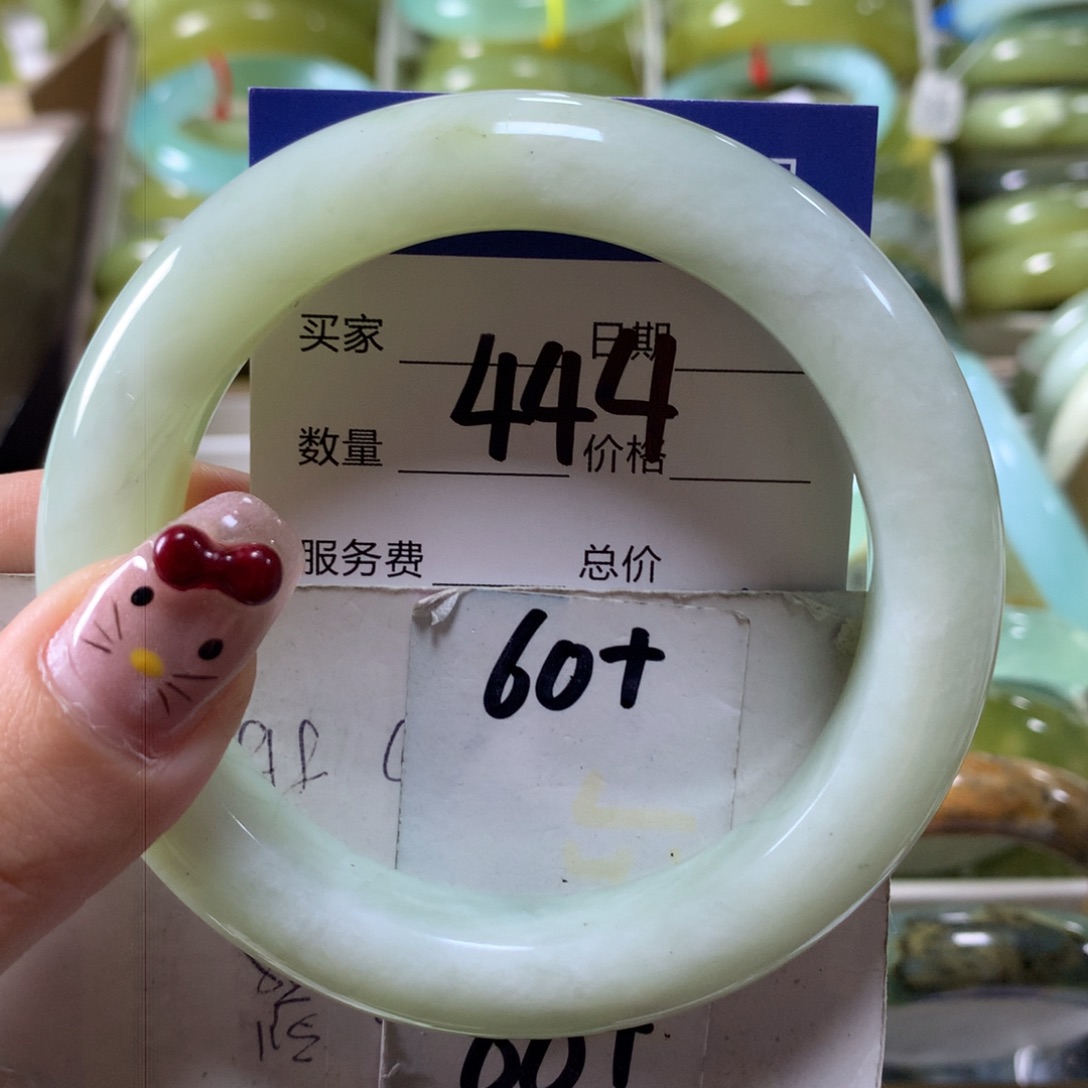 买家 日期
444
数量 价格
服务费 总价
60+